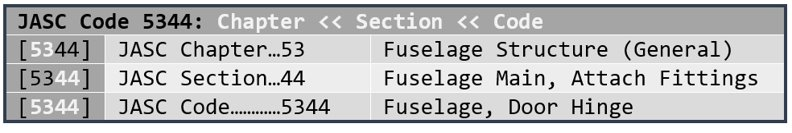 JASC Code 5344: Chapter << Section << Code
[5344] JASC Chapter…53 Fuselage Structure (General)
[5344] JASC Section…44 Fuselage Main, Attach Fittings
[5344] JASC Code…………5344 Fuselage, Door Hinge